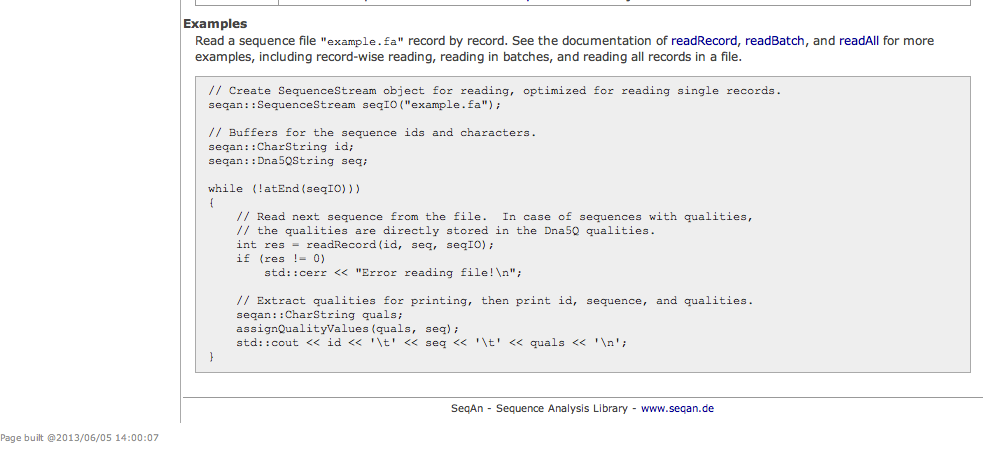 Examples
Read a sequence file "example.fa" record by record. See the documentation of readRecord, readBatch, and readAll for more
examples, including record-wise reading, reading in batches, and reading all records in a file.
// Create SequenceStream object for reading, optimized for reading single records.
seqan::SequenceStream seqIO("example.fa");
// Buffers for the sequence ids and characters.
seqan::CharString id;
seqan::Dna5QString seq;
while (!atEnd(seqIO)))
{
    // Read next sequence from the file.  In case of sequences with qualities,
    // the qualities are directly stored in the Dna5Q qualities.
    int res = readRecord(id, seq, seqIO);
    if (res != 0)
        std::cerr << "Error reading file!\n";
    // Extract qualities for printing, then print id, sequence, and qualities.
    seqan::CharString quals;
    assignQualityValues(quals, seq);
    std::cout << id << '\t' << seq << '\t' << quals << '\n';
}
SeqAn - Sequence Analysis Library - www.seqan.de
Page built @2013/06/05 14:00:07